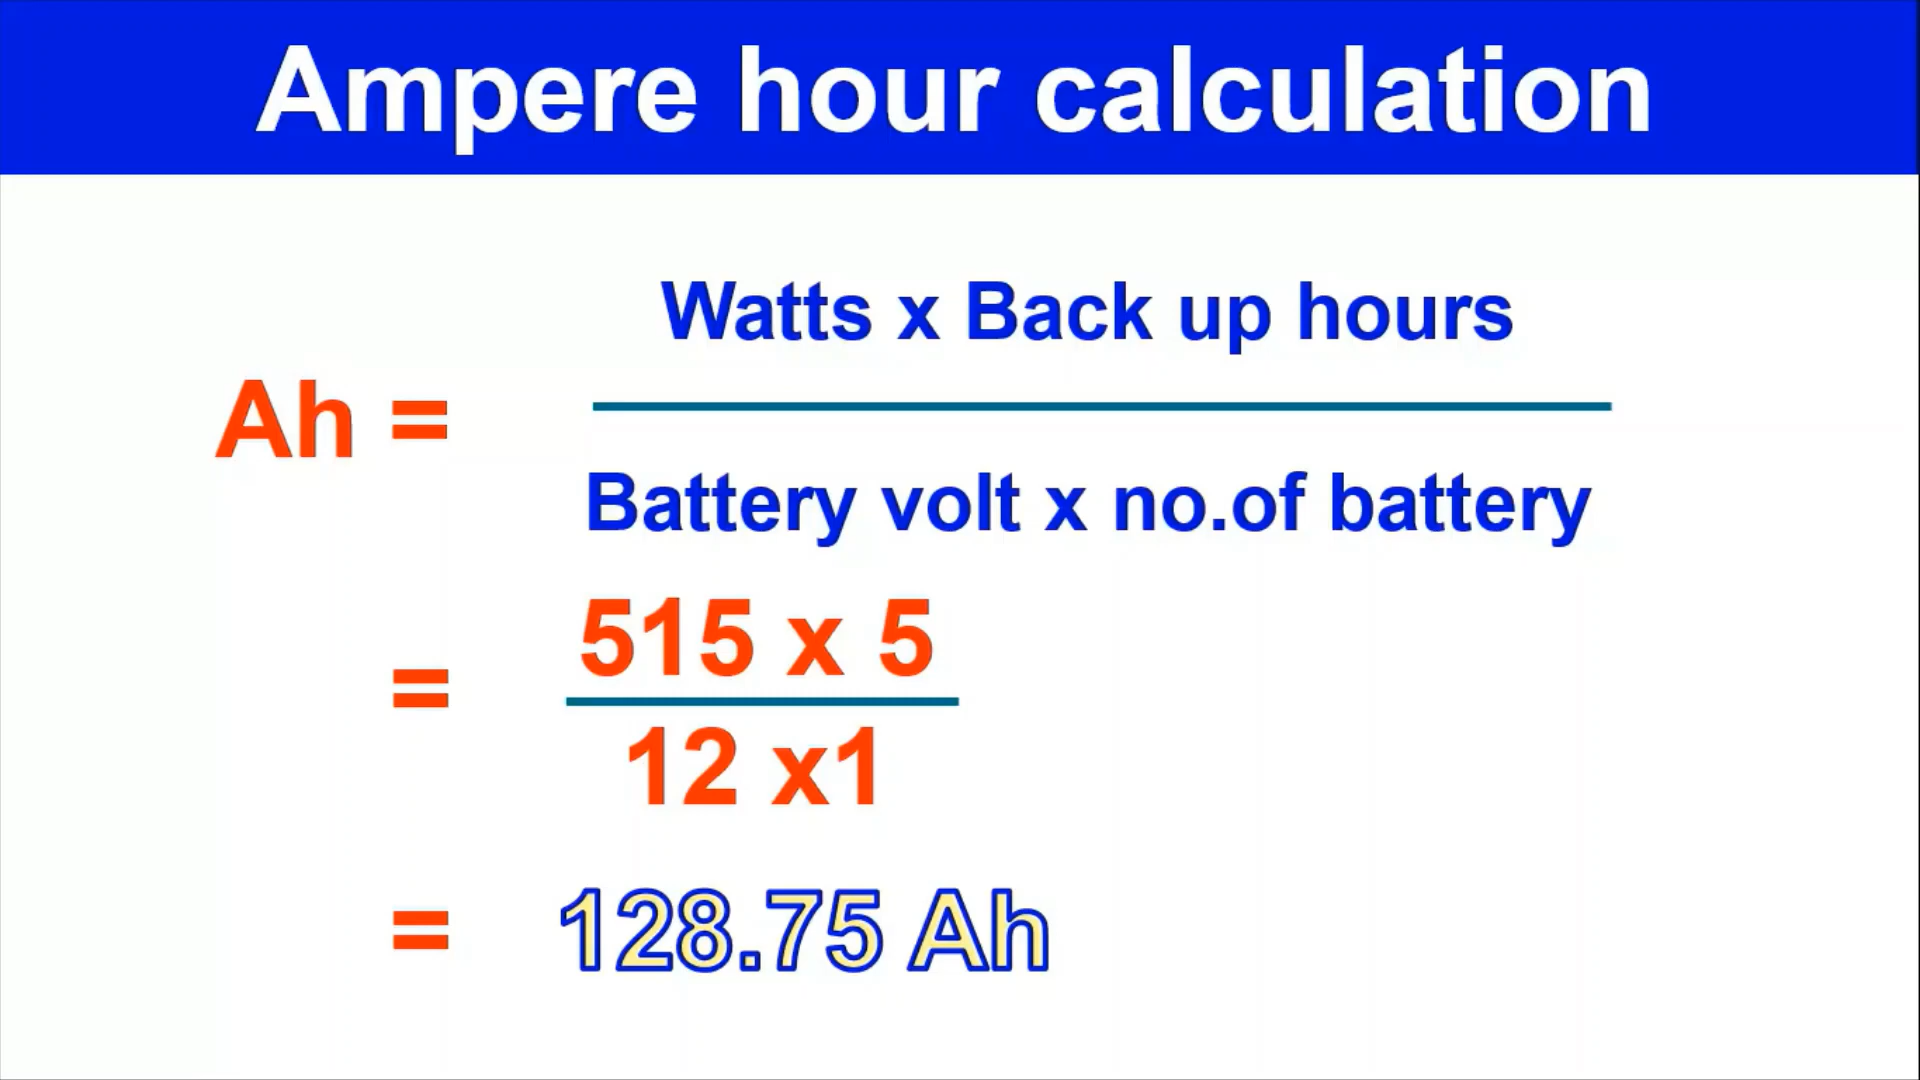 Ampere hour calculation
Watts x Back up hours
Ah =
Battery volt x no.of battery
515 x 5
=
12 x1
= 128.75 Ah